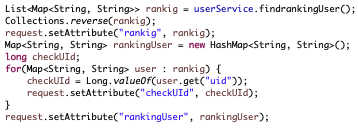 List<Map<String, String>> rankig = userService.findrankingUser();
Collections.reverse(rankig);
request.setAttribute("rankig", rankig);
Map<String, String> rankingUser = new HashMap<String, String>();
long checkUId;
for(Map<String, String> user : rankig) {
checkUId = Long.valueOf(user.get("uid"));
request.setAttribute("checkUId", checkUId);
}
request.setAttribute("rankingUser", rankingUser);